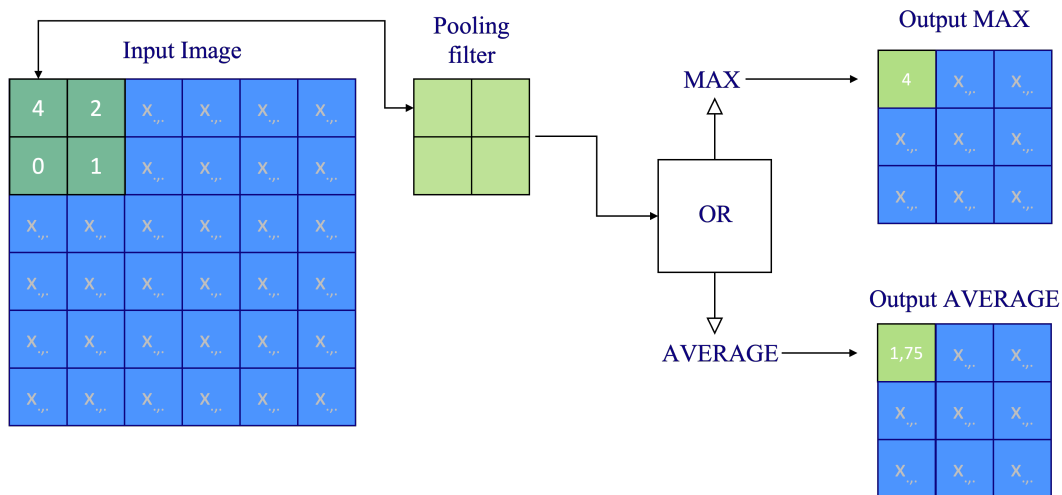 Input Image
4 2 x.,. x.,. x.,. x.,.
0 1 x.,. x.,. x.,. x.,.
x.,. x.,. x.,. x.,. x.,. x.,.
x.,. x.,. x.,. x.,. x.,. x.,.
x.,. x.,. x.,. x.,. x.,. x.,.
x.,. x.,. x.,. x.,. x.,. x.,.
Pooling
filter
OR
MAX
Output MAX
4 x.,. x.,.
x.,. x.,. x.,.
x.,. x.,. x.,.
AVERAGE
Output AVERAGE
1,75 x.,. x.,.
x.,. x.,. x.,.
x.,. x.,. x.,.